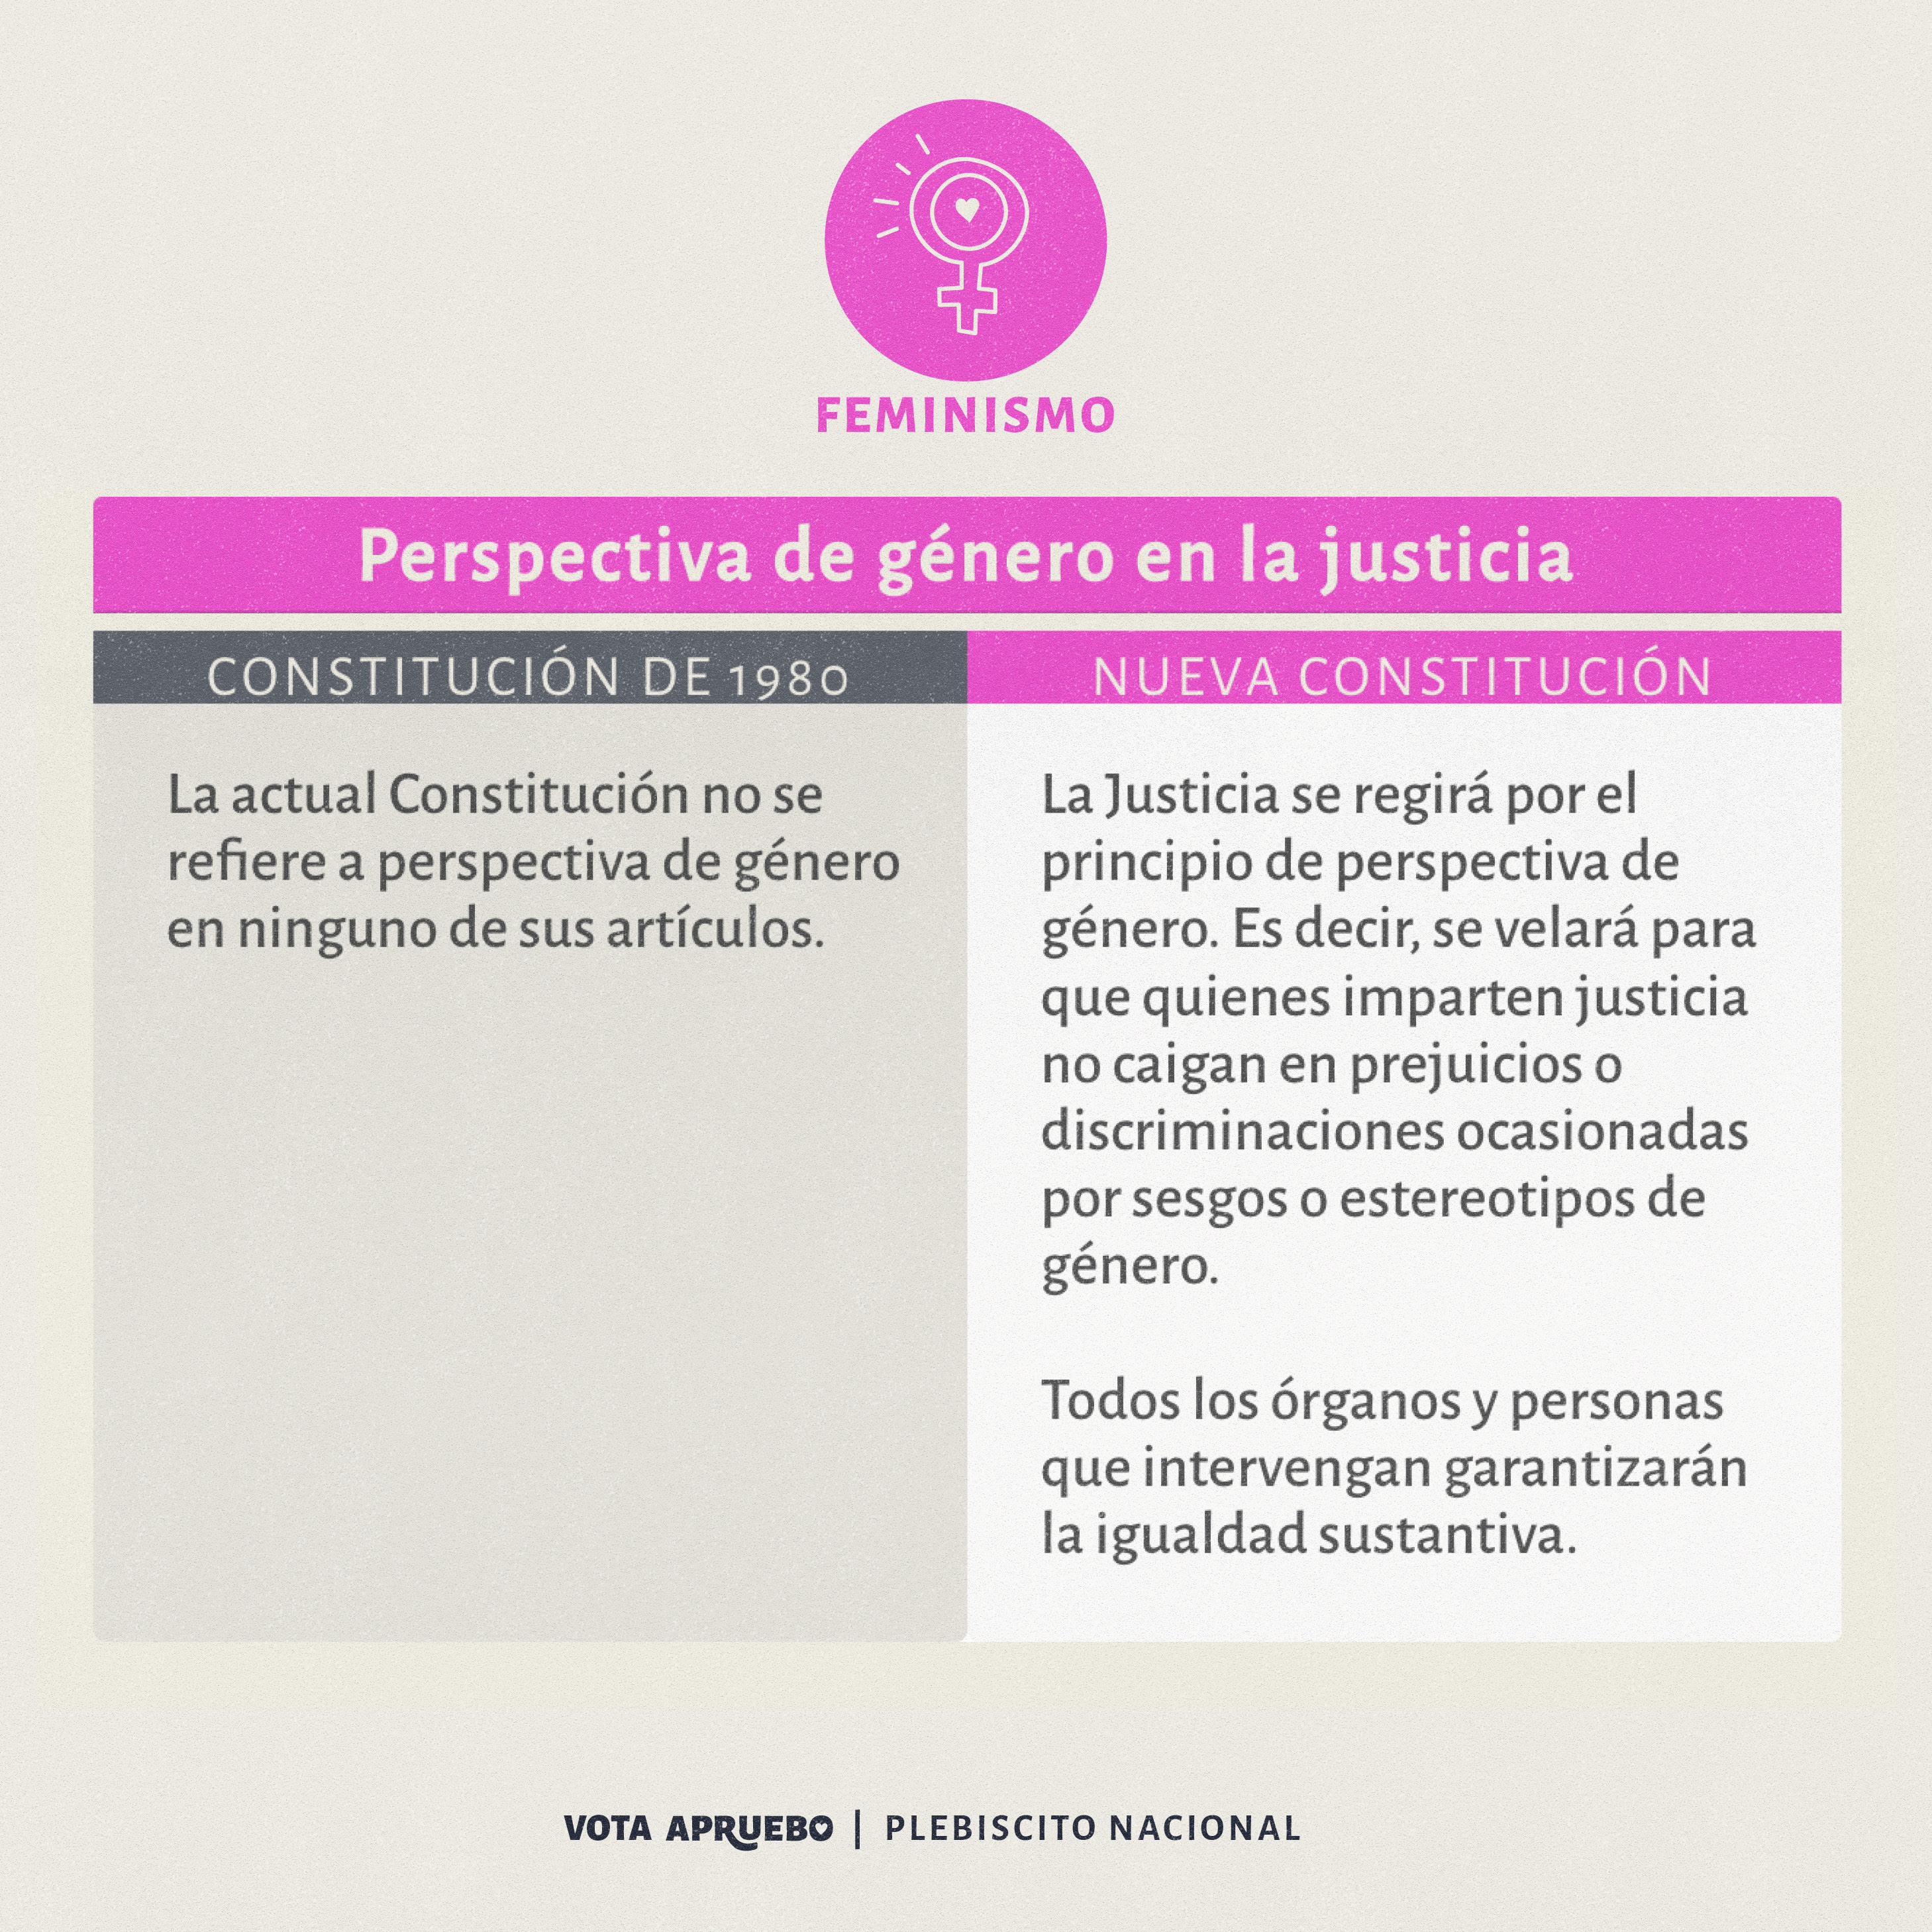 FEMINISMO
Perspectiva de género en la justicia
CONSTITUCIÓN DE 1980
La actual Constitución no se
refiere a perspectiva de género
en ninguno de sus artículos.
NUEVA CONSTITUCIÓN
La Justicia se regirá por el
principio de perspectiva de
género. Es decir, se velará para
que quienes imparten justicia
no caigan en prejuicios o
discriminaciones ocasionadas
por sesgos o estereotipos de
género.
Todos los órganos y personas
que intervengan garantizarán
la igualdad sustantiva.
VOTA APRUEBO | PLEBISCITO NACIONAL